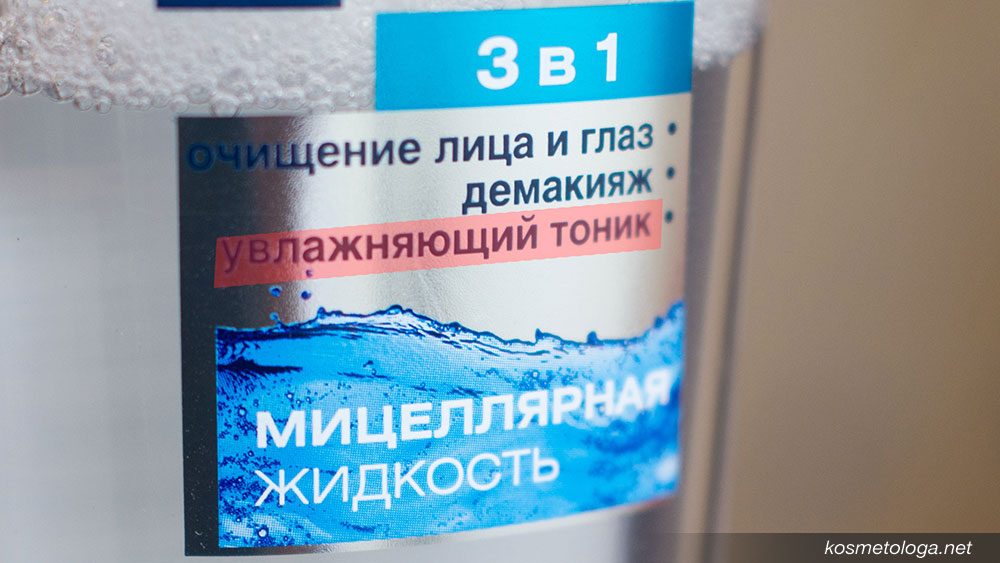 3 в 1
очищение лица и глаз •
демакияж •
увлажняющий тоник •
МИЦЕЛЛЯРНАЯ
ЖИДКОСТЬ
kosmetologa.net